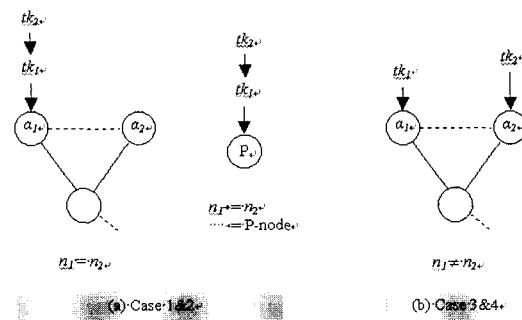 tk2
tk2
tk2
tk1
tk1
tk1
α1
α2
P
α1
α2
n1 = n2
= P-node
n1 = n2
n1 ≠ n2
(a) Case 1&2
(b) Case 3&4